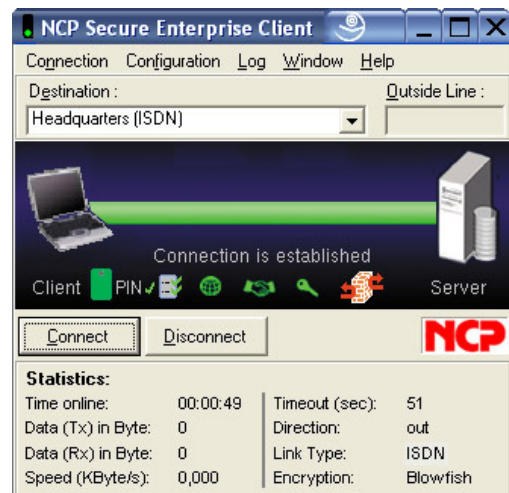 NCP Secure Enterprise Client
Connection Configuration Log Window Help
Destination : Outside Line :
Headquarters (ISDN)
Connection is established
Client PIN Server
Connect Disconnect NCP
Statistics:
Time online: 00:00:49 Timeout (sec): 51
Data (Tx) in Byte: 0 Direction: out
Data (Rx) in Byte: 0 Link Type: ISDN
Speed (KByte/s): 0,000 Encryption: Blowfish